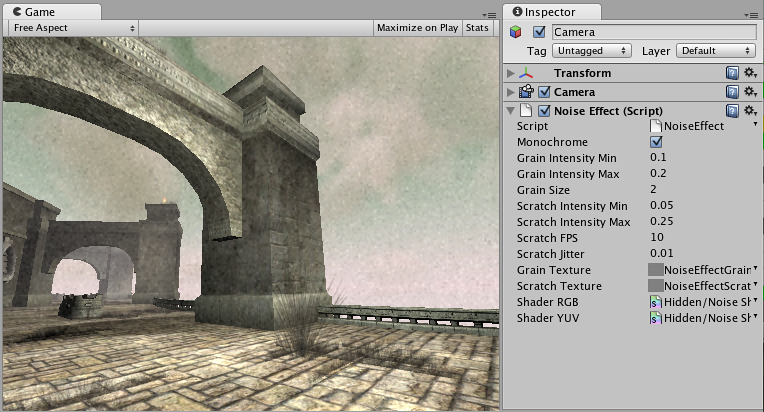 Game
Free Aspect
Maximize on Play
Stats
Inspector
Camera
Tag Untagged Layer Default
Transform
Camera
Noise Effect (Script)
Script NoiseEffect
Monochrome
Grain Intensity Min 0.1
Grain Intensity Max 0.2
Grain Size 2
Scratch Intensity Min 0.05
Scratch Intensity Max 0.25
Scratch FPS 10
Scratch Jitter 0.01
Grain Texture NoiseEffectGrain
Scratch Texture NoiseEffectScrat
Shader RGB Hidden/Noise Sh
Shader YUV Hidden/Noise Sh